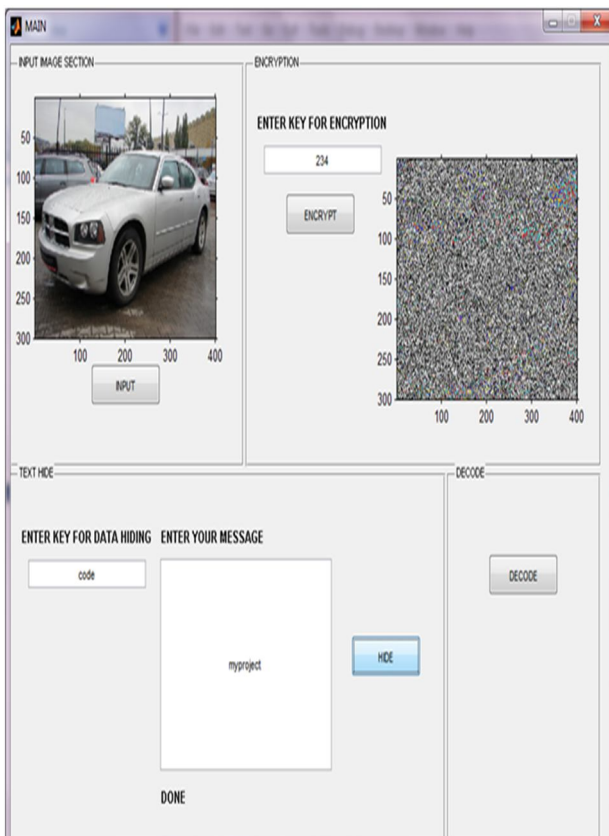 MAIN
INPUT IMAGE SECTION
50
100
150
200
250
300
100 200 300 400
INPUT
ENCRYPTION
ENTER KEY FOR ENCRYPTION
234
ENCRYPT
50
100
150
200
250
300
100 200 300 400
TEXT HIDE
ENTER KEY FOR DATA HIDING
code
ENTER YOUR MESSAGE
myproject
HIDE
DONE
DECODE
DECODE